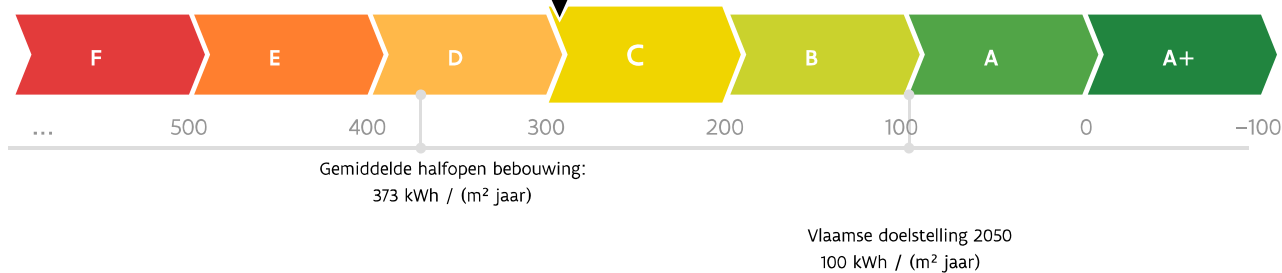 F E D C B A A+
... 500 400 300 200 100 0 –100
Gemiddelde halfopen bebouwing:
373 kWh / (m² jaar)
Vlaamse doelstelling 2050
100 kWh / (m² jaar)